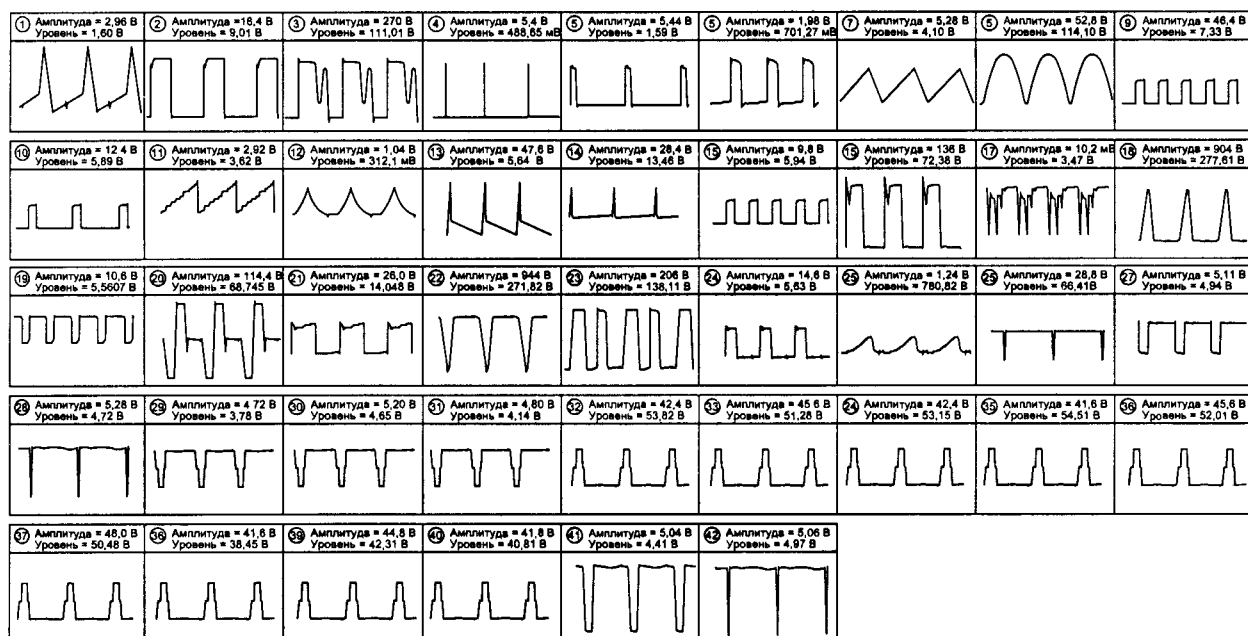 ① Амплитуда = 2,96 В
Уровень = 1,60 В
② Амплитуда = 16,4 В
Уровень = 9,01 В
③ Амплитуда = 270 В
Уровень = 111,01 В
④ Амплитуда = 5,4 В
Уровень = 488,65 мВ
⑤ Амплитуда = 5,44 В
Уровень = 1,59 В
⑤ Амплитуда = 1,98 В
Уровень = 701,27 мВ
⑦ Амплитуда = 5,28 В
Уровень = 4,10 В
⑤ Амплитуда = 52,8 В
Уровень = 114,10 В
⑨ Амплитуда = 46,4 В
Уровень = 7,33 В
⑩ Амплитуда = 12 4 В
Уровень = 5,89 В
⑪ Амплитуда = 2,92 В
Уровень = 3,62 В
⑫ Амплитуда = 1,04 В
Уровень = 312,1 мВ
⑬ Амплитуда = 47,6 В
Уровень = 5,64 В
⑭ Амплитуда = 28,4 В
Уровень = 13,46 В
⑮ Амплитуда = 9,8 В
Уровень = 5,94 В
⑮ Амплитуда = 136 В
Уровень = 72,38 В
⑰ Амплитуда = 10,2 мВ
Уровень = 3,47 В
⑱ Амплитуда = 904 В
Уровень = 277,61 В
⑲ Амплитуда = 10,6 В
Уровень = 5,5607 В
⑳ Амплитуда = 114,4 В
Уровень = 68,745 В
㉑ Амплитуда = 26,0 В
Уровень = 14,048 В
㉒ Амплитуда = 944 В
Уровень = 271,82 В
㉓ Амплитуда = 206 В
Уровень = 138,11 В
㉔ Амплитуда = 14,6 В
Уровень = 5,63 В
㉕ Амплитуда = 1,24 В
Уровень = 780,82 В
㉕ Амплитуда = 28,8 В
Уровень = 66,41В
㉗ Амплитуда = 5,11 В
Уровень = 4,94 В
㉘ Амплитуда = 5,28 В
Уровень = 4,72 В
㉙ Амплитуда = 4 72 В
Уровень = 3,78 В
㉚ Амплитуда = 5,20 В
Уровень = 4,65 В
㉛ Амплитуда = 4,80 В
Уровень = 4,14 В
㉜ Амплитуда = 42,4 В
Уровень = 53,82 В
㉝ Амплитуда = 45 6 В
Уровень = 51,28 В
㉔ Амплитуда = 42,4 В
Уровень = 53,15 В
㉟ Амплитуда = 41,6 В
Уровень = 54,51 В
㊱ Амплитуда = 45,6 В
Уровень = 52,01 В
㊲ Амплитуда = 48,0 В
Уровень = 50,48 В
㊱ Амплитуда = 41,6 В
Уровень = 38,45 В
㊴ Амплитуда = 44,8 В
Уровень = 42,31 В
㊵ Амплитуда = 41,8 В
Уровень = 40,81 В
㊶ Амплитуда = 5,04 В
Уровень = 4,41 В
㊷ Амплитуда = 5,06 В
Уровень = 4,97 В